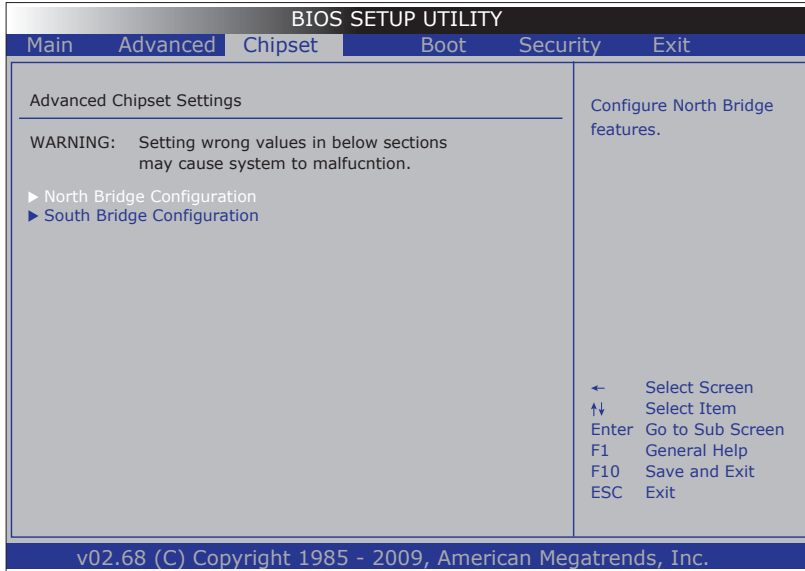 BIOS SETUP UTILITY
Main Advanced Chipset Boot Security Exit
Advanced Chipset Settings
WARNING: Setting wrong values in below sections
may cause system to malfucntion.
▶ North Bridge Configuration
▶ South Bridge Configuration
Configure North Bridge
features.
← Select Screen
↑↓ Select Item
Enter Go to Sub Screen
F1 General Help
F10 Save and Exit
ESC Exit
v02.68 (C) Copyright 1985 - 2009, American Megatrends, Inc.